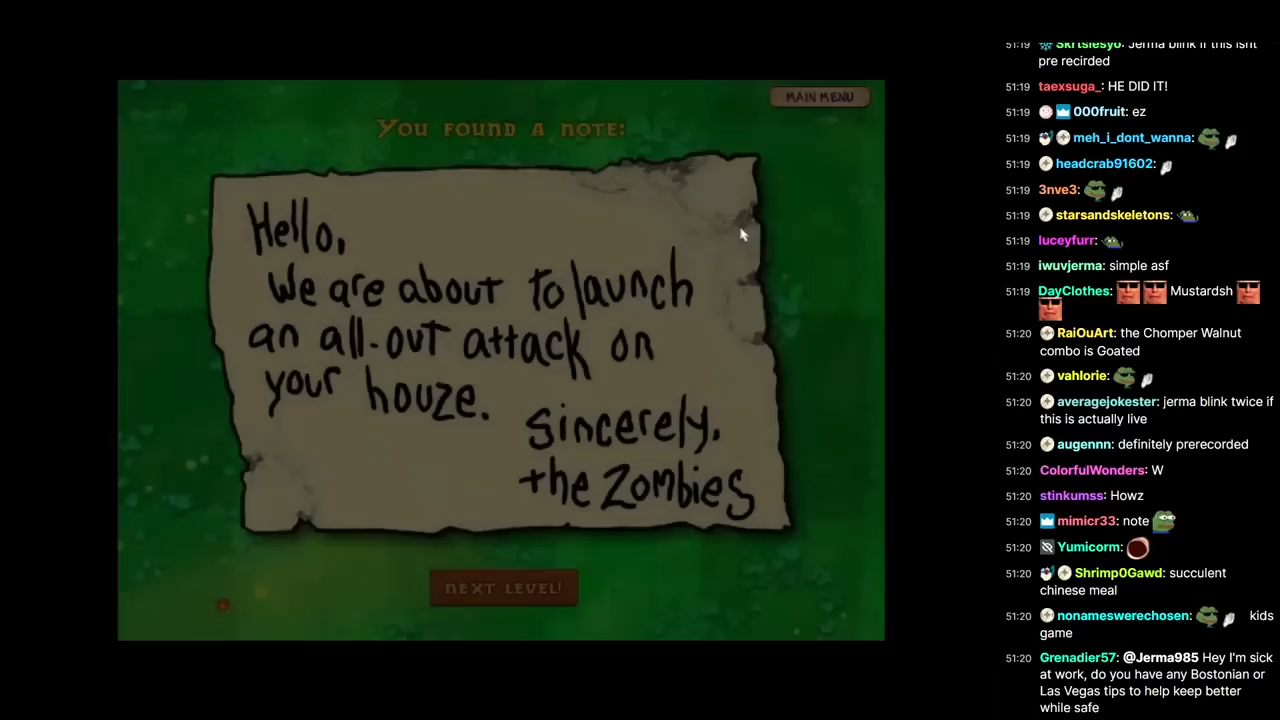 MAIN MENU
YOU FOUND A NOTE:
Hello,
We are about to launch
an all-out attack on
your houze.
Sincerely,
the Zombies
NEXT LEVEL!
51:19 Skrtslesyo: Jerma blink if this isnt
pre recirded
51:19 taexsuga_: HE DID IT!
51:19 000fruit: ez
51:19 meh_i_dont_wanna:
51:19 headcrab91602:
51:19 3nve3:
51:19 starsandskeletons:
51:19 luceyfurr:
51:19 iwuvjerma: simple asf
51:19 DayClothes: Mustardsh
51:20 RaiOuArt: the Chomper Walnut
combo is Goated
51:20 vahlorie:
51:20 averagejokester: jerma blink twice if
this is actually live
51:20 augennn: definitely prerecorded
51:20 ColorfulWonders: W
51:20 stinkumss: Howz
51:20 mimicr33: note
51:20 Yumicorm:
51:20 Shrimp0Gawd: succulent
chinese meal
51:20 nonameswerechosen: kids
game
51:20 Grenadier57: @Jerma985 Hey I'm sick
at work, do you have any Bostonian or
Las Vegas tips to help keep better
while safe